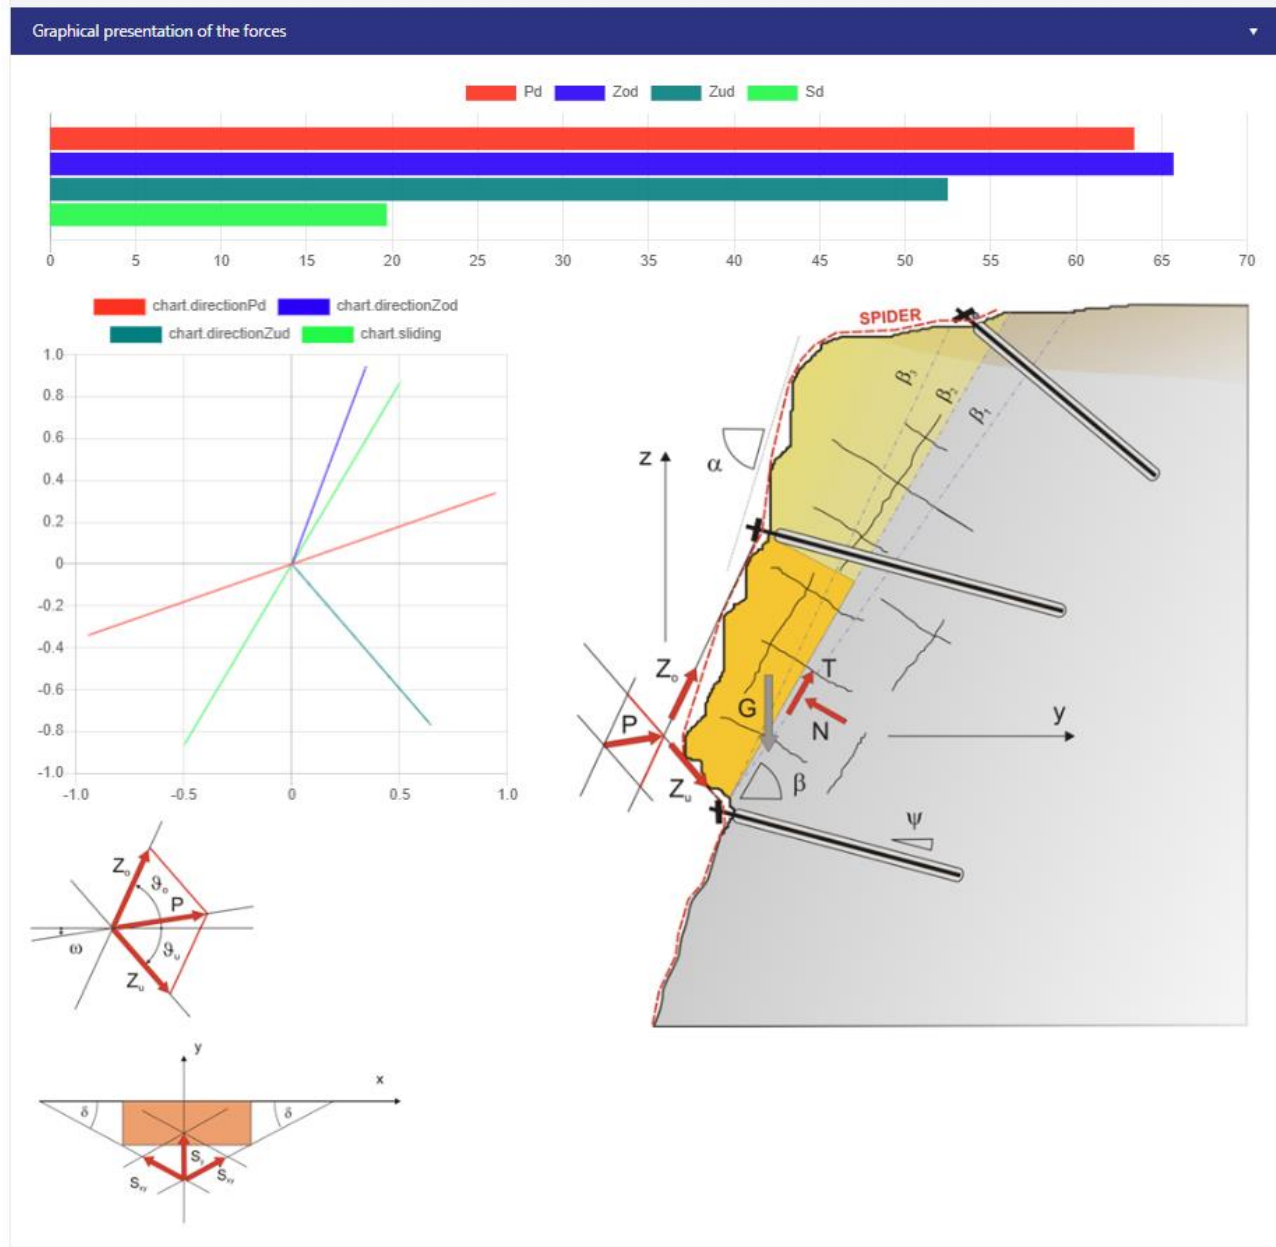 Graphical presentation of the forces
Pd Zod Zud Sd
0 5 10 15 20 25 30 35 40 45 50 55 60 65 70
chart.directionPd chart.directionZod
chart.directionZud chart.sliding
1.0
0.8
0.6
0.4
0.2
0
-0.2
-0.4
-0.6
-0.8
-1.0
-1.0 -0.5 0 0.5 1.0
SPIDER
β₃
β₂
β₁
α
z
Zₒ
T
P
G
N
y
Zᵤ
β
ψ
Zₒ
ϑₒ
P
ω
ϑᵤ
Zᵤ
y
x
δ δ
Sᵧ
Sₓᵧ Sₓᵧ